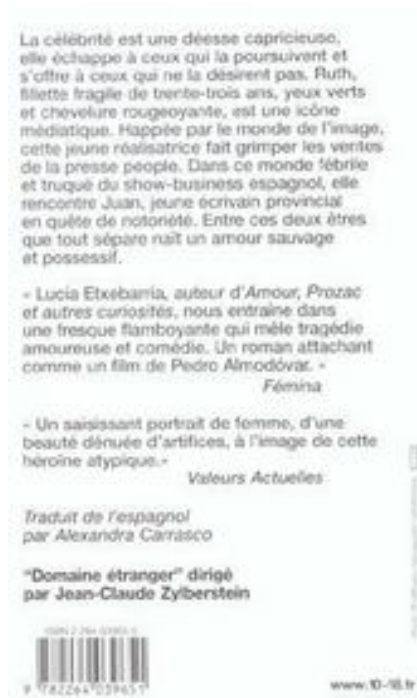 La célébrité est une déesse capricieuse,
elle échappe à ceux qui la poursuivent et
s'offre à ceux qui ne la désirent pas. Ruth,
fillette fragile de trente-trois ans, yeux verts
et chevelure rougeoyante, est une icône
médiatique. Happée par le monde de l'image,
cette jeune réalisatrice fait grimper les ventes
de la presse people. Dans ce monde fébrile
et truqué du show-business espagnol, elle
rencontre Juan, jeune écrivain provincial
en quête de notoriété. Entre ces deux êtres
que tout sépare naît un amour sauvage
et possessif.
« Lucía Etxebarria, auteur d'Amour, Prozac
et autres curiosités, nous entraîne dans
une fresque flamboyante qui mêle tragédie
amoureuse et comédie. Un roman attachant
comme un film de Pedro Almodóvar. »
Fémina
« Un saisissant portrait de femme, d'une
beauté dénuée d'artifices, à l'image de cette
héroïne atypique. »
Valeurs Actuelles
Traduit de l'espagnol
par Alexandra Carrasco
"Domaine étranger" dirigé
par Jean-Claude Zylberstein
9 782264 039651
www.10-18.fr